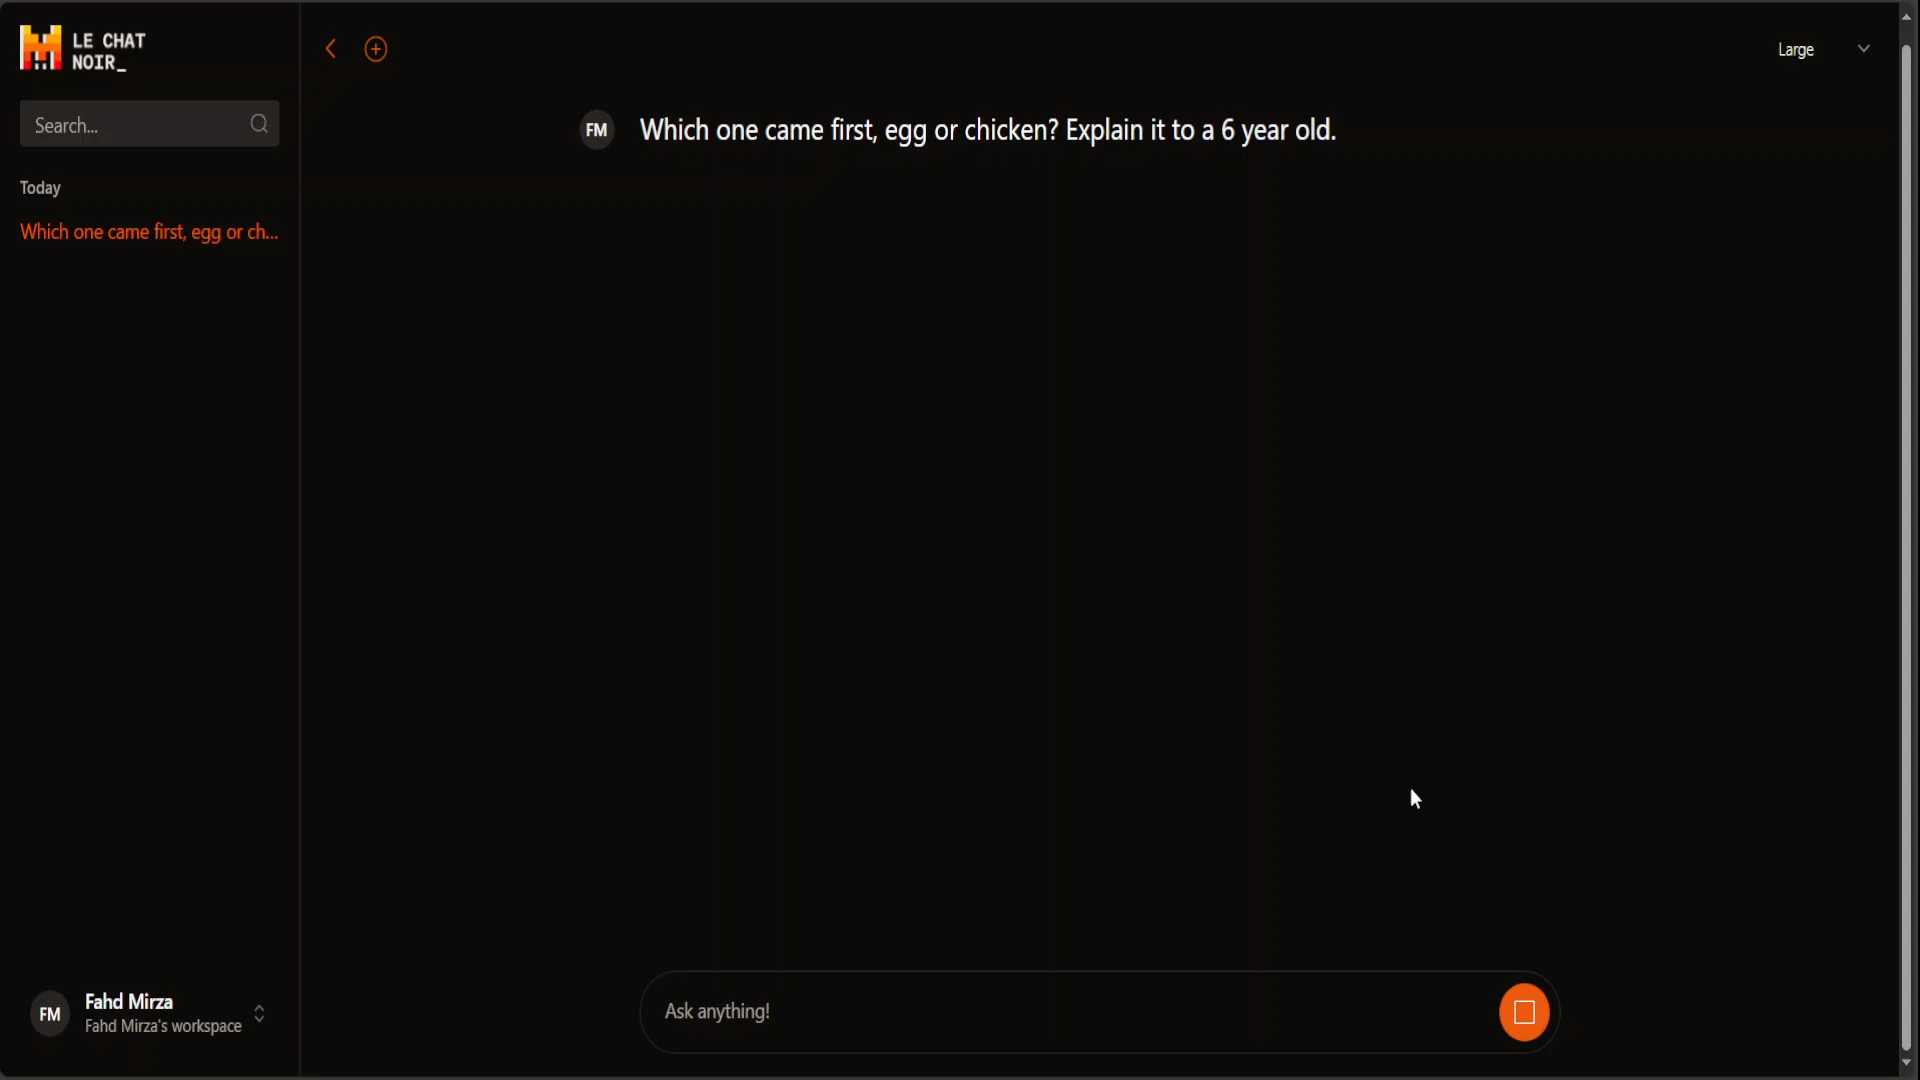 LE CHAT
NOIR_
Search...
Today
Which one came first, egg or ch...
Large
FM
Which one came first, egg or chicken? Explain it to a 6 year old.
Ask anything!
FM
Fahd Mirza
Fahd Mirza's workspace